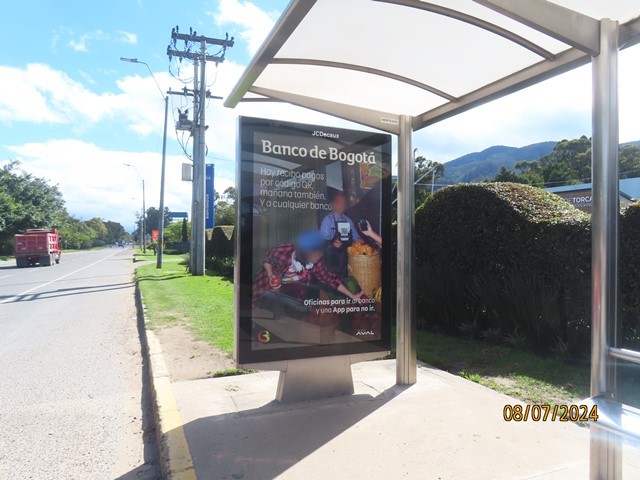 JCDecaux
Banco de Bogotá
Hoy recibo pagos
por código QR,
mañana también.
Y a cualquier banco
Oficinas para ir al banco
y una App para no ir.
AVAL
TORCA
08/07/2024